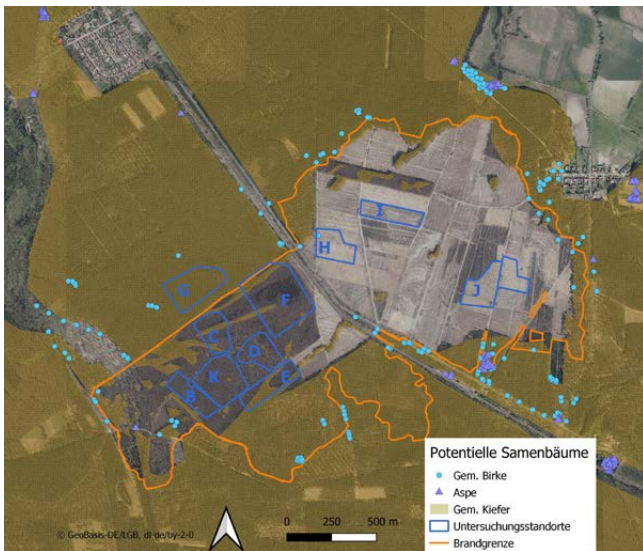 I
H
G
F
J
C
D
K
E
B
Potentielle Samenbäume
Gem. Birke
Aspe
Gem. Kiefer
Untersuchungsstandorte
Brandgrenze
© GeoBasis-DE/LGB, dl-de/by-2-0
0 250 500 m